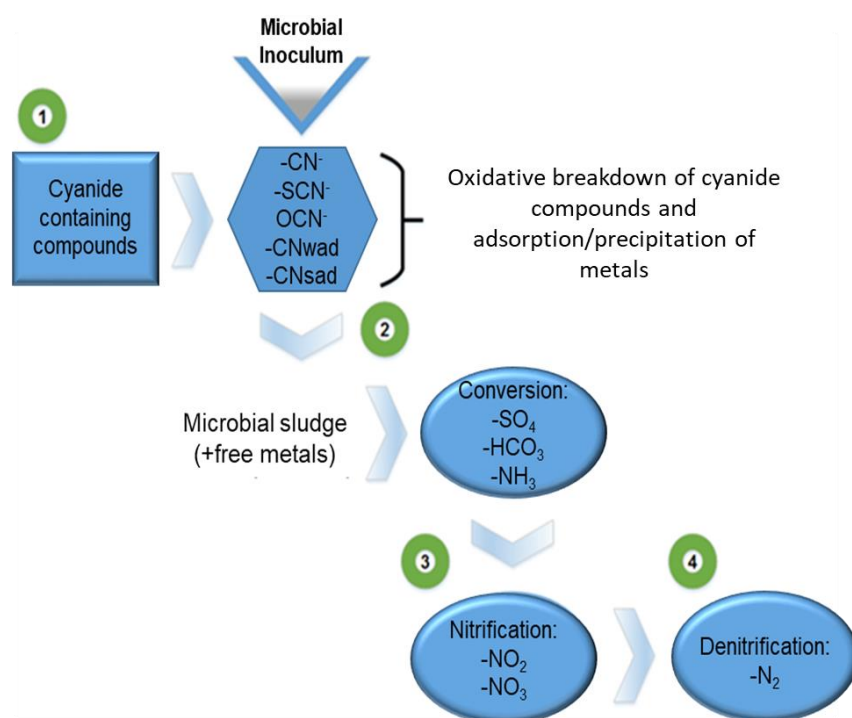 Microbial
Inoculum
1
Cyanide
containing
compounds
-CN⁻
-SCN⁻
OCN⁻
-CNwad
-CNsad
Oxidative breakdown of cyanide
compounds and
adsorption/precipitation of
metals
2
Microbial sludge
(+free metals)
Conversion:
-SO₄
-HCO₃
-NH₃
3
Nitrification:
-NO₂
-NO₃
4
Denitrification:
-N₂